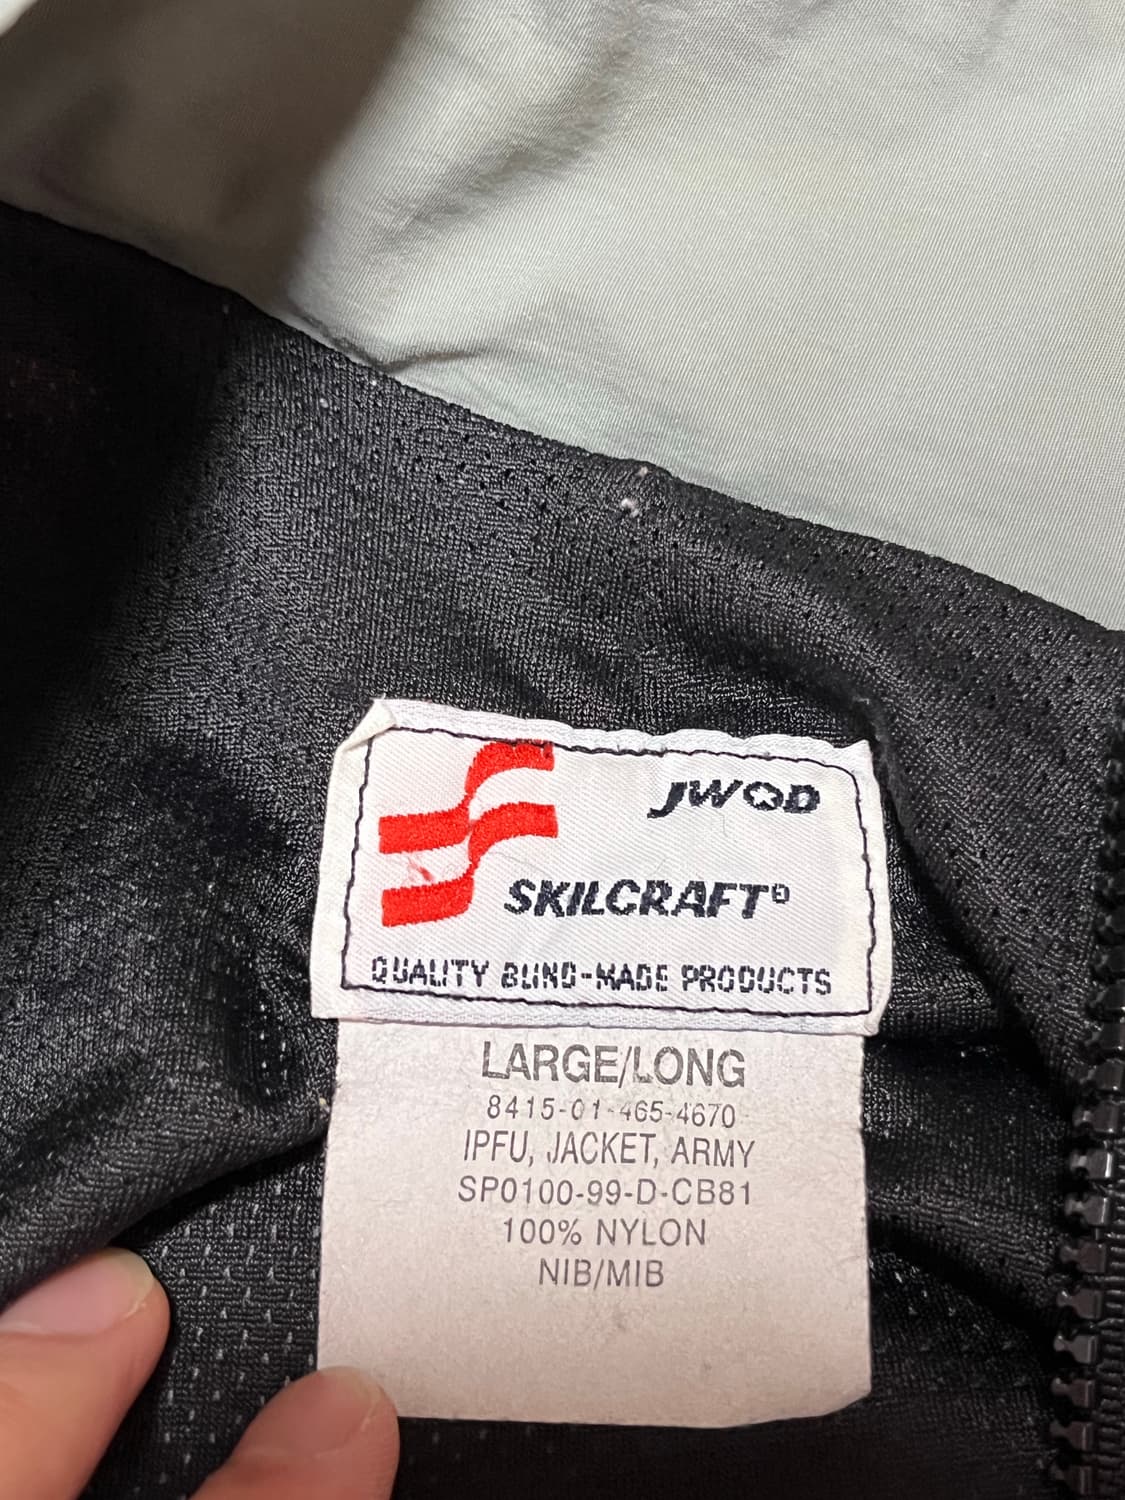 JWOD
SKILCRAFT®
QUALITY BLIND-MADE PRODUCTS
LARGE/LONG
8415-01-465-4670
IPFU, JACKET, ARMY
SP0100-99-D-CB81
100% NYLON
NIB/MIB